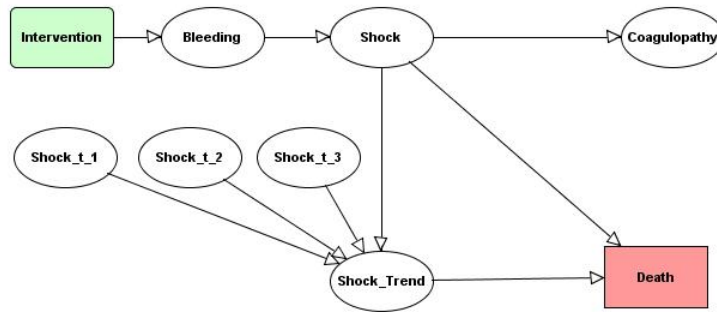 Intervention
Bleeding
Shock
Coagulopathy
Shock_t_1
Shock_t_2
Shock_t_3
Shock_Trend
Death